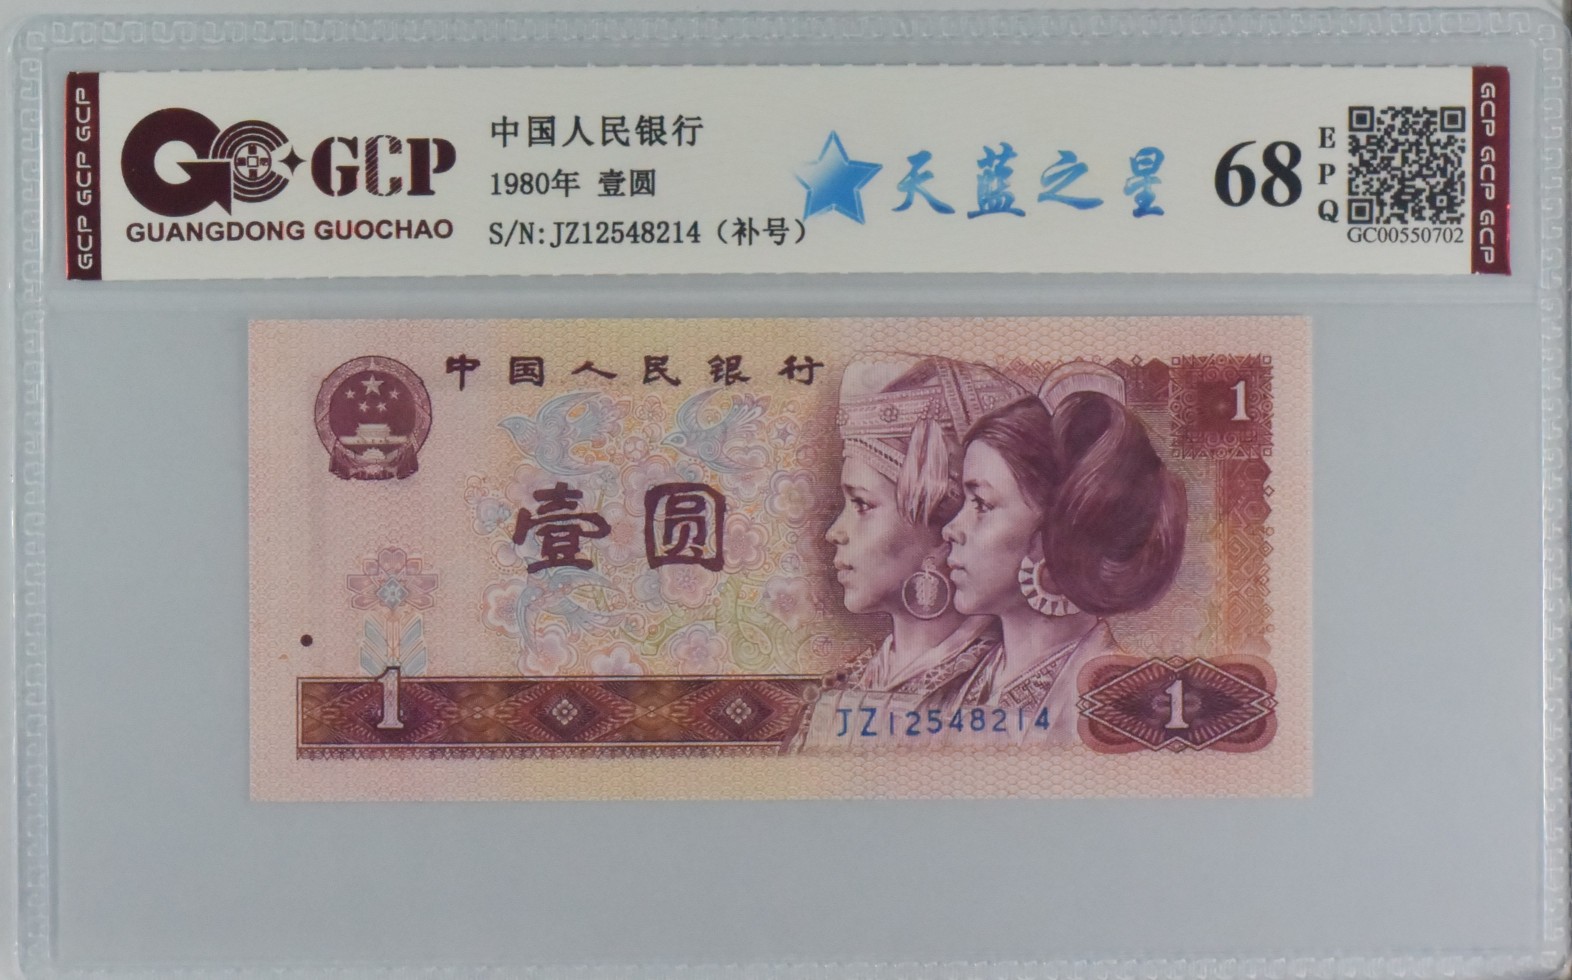 GCP GCP GCP
GCP
GUANGDONG GUOCHAO
中国人民银行
1980年 壹圆
S/N:JZ12548214（补号）
天蓝之星
68
EPQ
GC00550702
GCP GCP GCP
中国人民银行
1
壹圆
1
JZ12548214
1